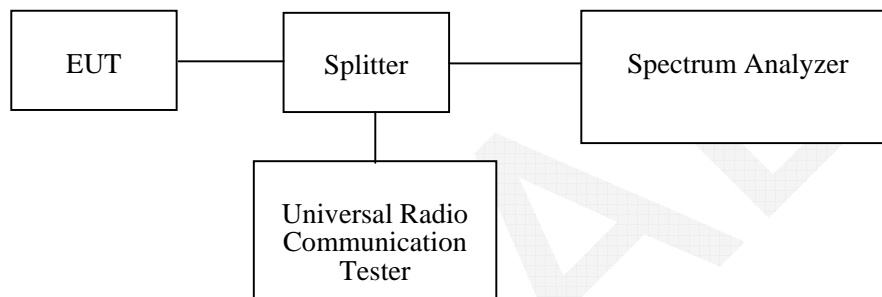 EUT
Splitter
Spectrum Analyzer
Universal Radio
Communication
Tester